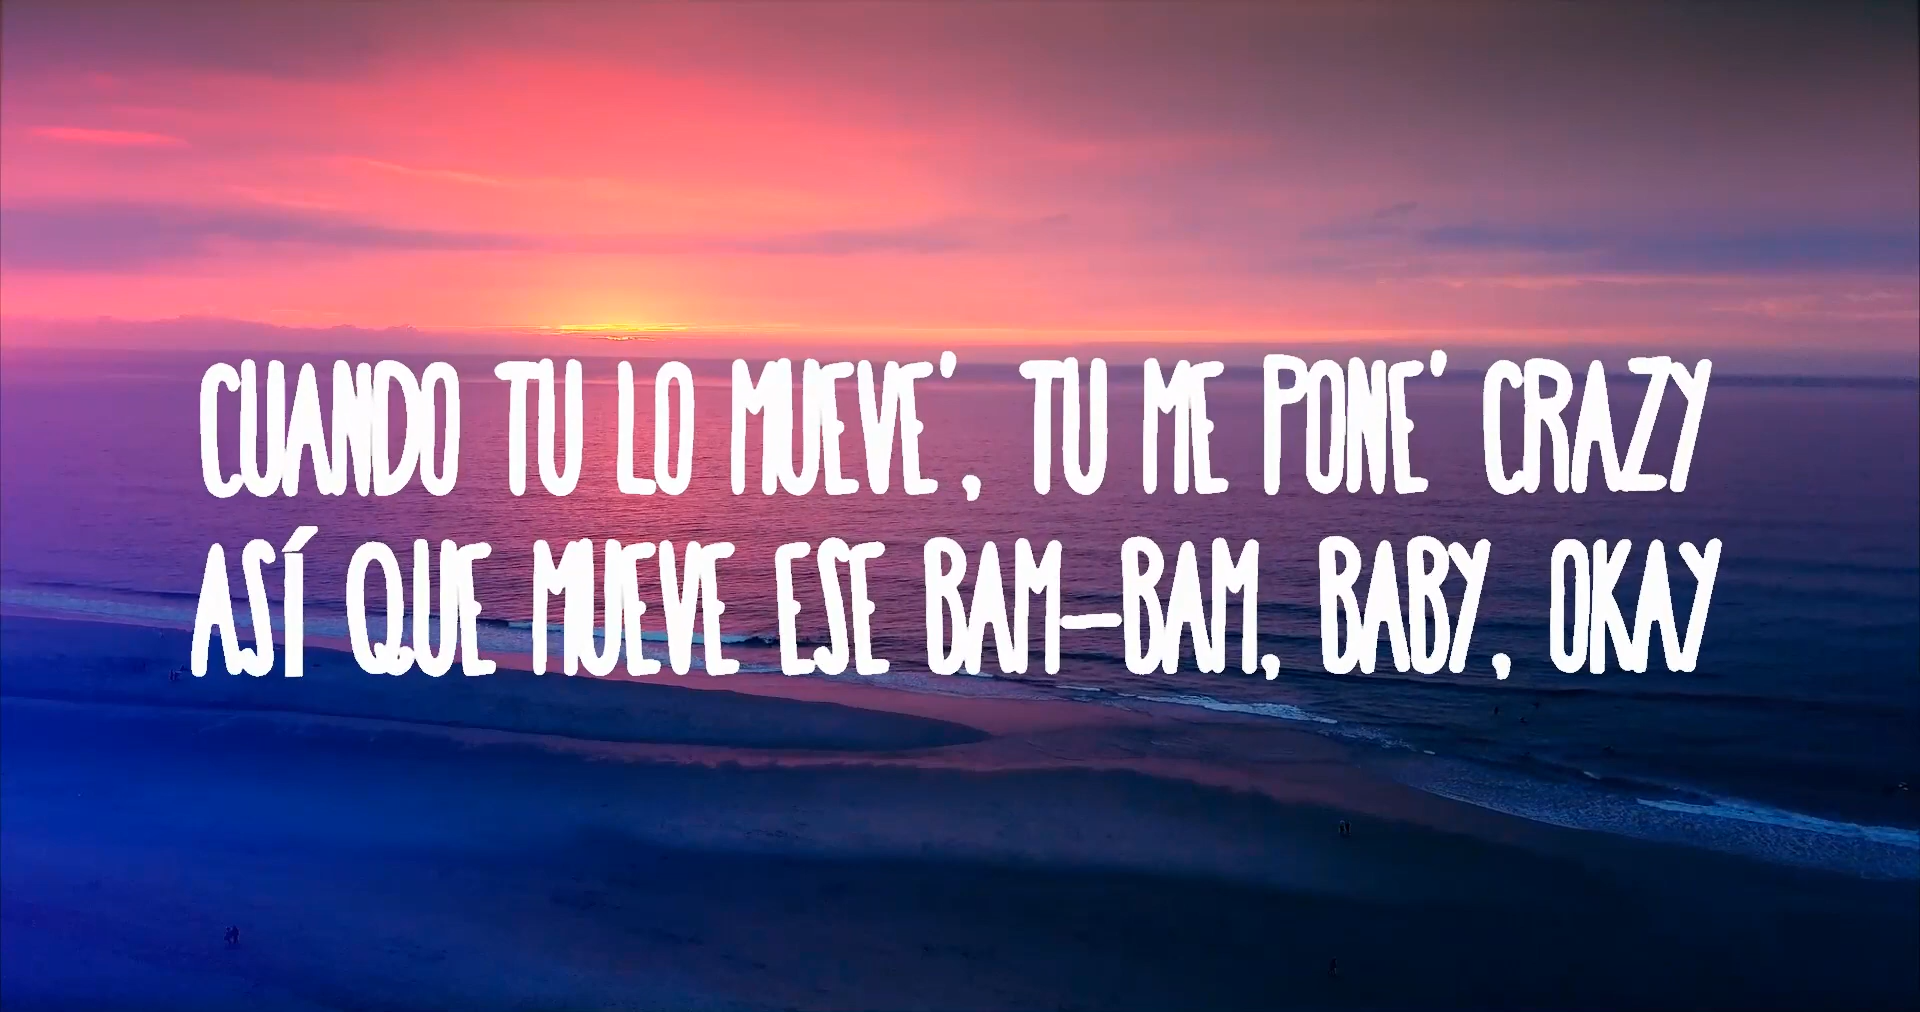 CUANDO TU LO MUEVE', TU ME PONE' CRAZY
ASÍ QUE MUEVE ESE BAM-BAM, BABY, OKAY